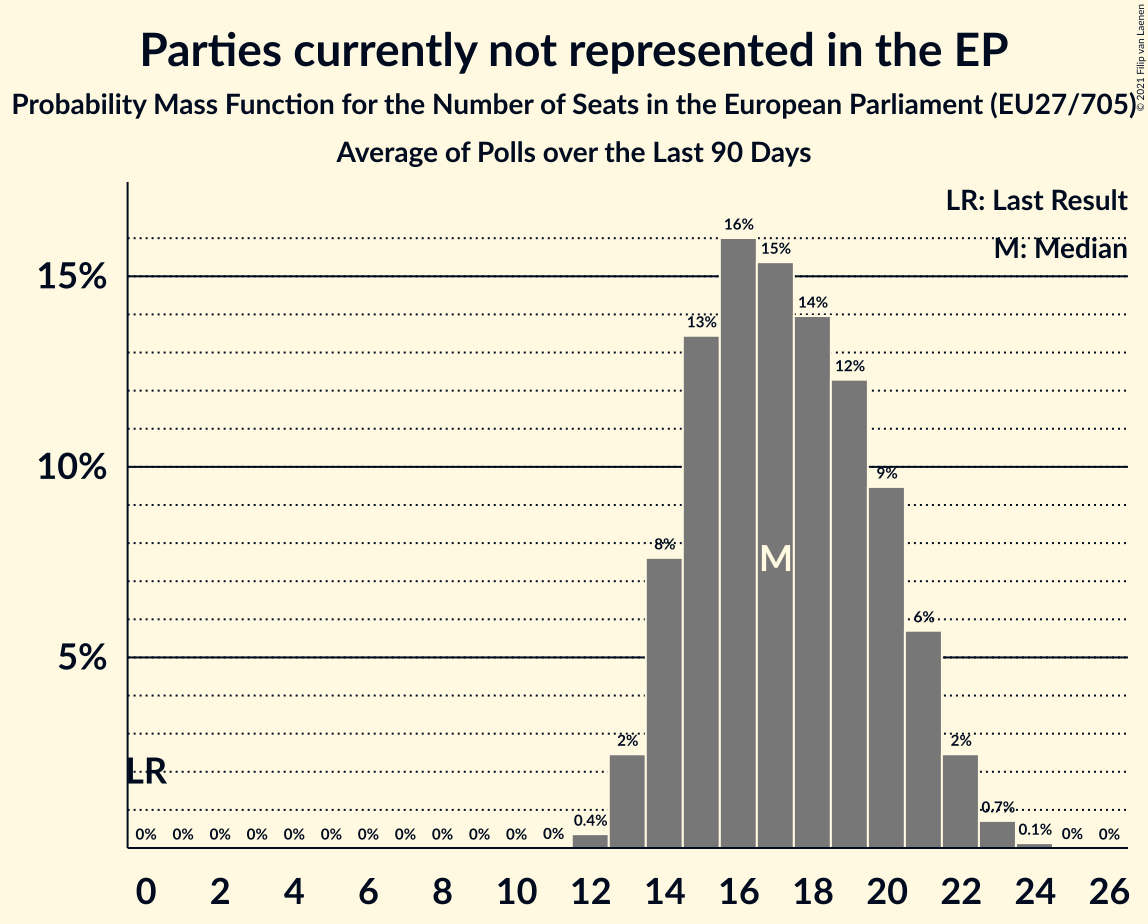 Parties currently not represented in the EP
Probability Mass Function for the Number of Seats in the European Parliament (EU27/705)
Average of Polls over the Last 90 Days
© 2021 Filip van Laenen
LR: Last Result
M: Median
15%
10%
5%
0% 0% 0% 0% 0% 0% 0% 0% 0% 0% 0% 0% 0.4% 2% 8% 13% 16% 15% 14% 12% 9% 6% 2% 0.7% 0.1% 0% 0%
LR
M
0 2 4 6 8 10 12 14 16 18 20 22 24 26